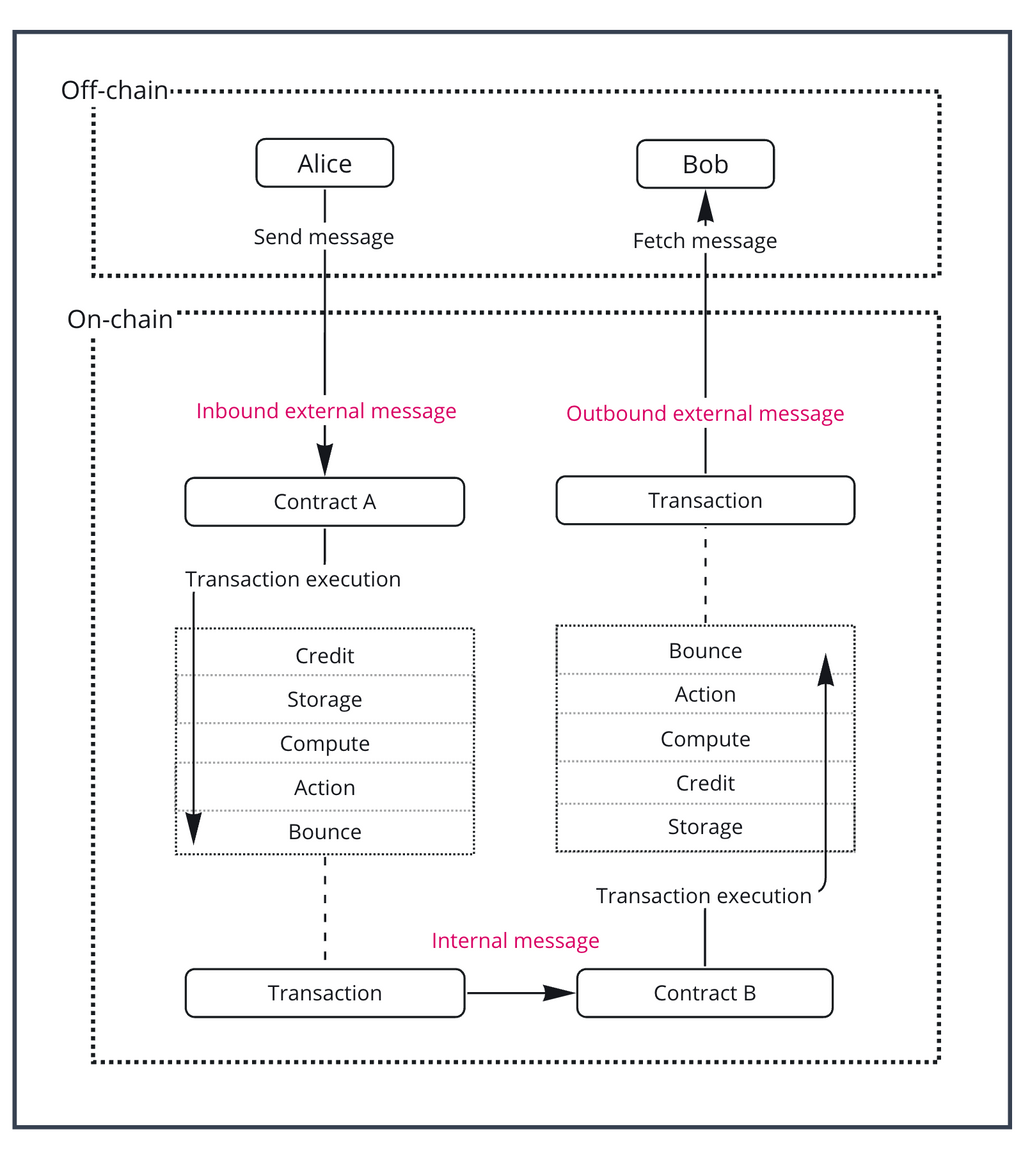 Off-chain
Alice
Bob
Send message
Fetch message
On-chain
Inbound external message
Outbound external message
Contract A
Transaction
Transaction execution
Credit
Storage
Compute
Action
Bounce
Bounce
Action
Compute
Credit
Storage
Transaction execution
Internal message
Transaction
Contract B